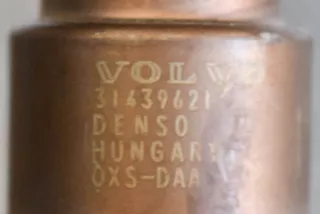 VOLVO
31439621
DENSO
HUNGARY
OXS-DAA